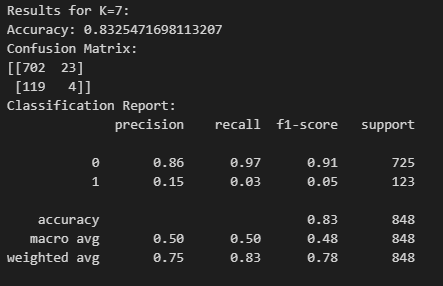 Results for K=7:
Accuracy: 0.8325471698113207
Confusion Matrix:
[[702  23]
 [119   4]]
Classification Report:
              precision    recall  f1-score   support

           0       0.86      0.97      0.91       725
           1       0.15      0.03      0.05       123

    accuracy                           0.83       848
   macro avg       0.50      0.50      0.48       848
weighted avg       0.75      0.83      0.78       848